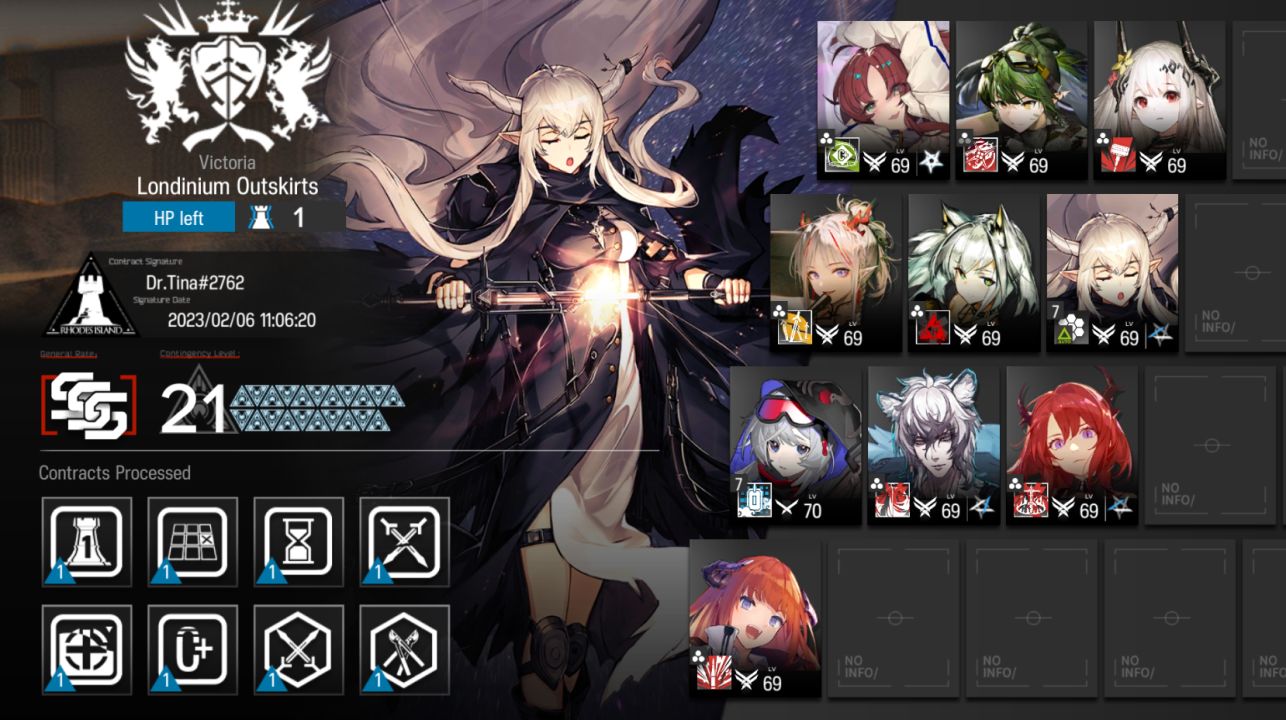 Victoria
Londinium Outskirts
HP left 1
Contract Signature
Dr.Tina#2762
Signature Date
2023/02/06 11:06:20
RHODES ISLAND
General Rate:
Contingency Level:
SSS
21
Contracts Processed
1
1 1 1 1
1 1 1 1
LV
69
LV
69
LV
69
NO
INFO/
LV
69
LV
69
7
LV
69
NO
INFO/
7
LV
70
LV
69
LV
69
NO
INFO/
LV
69
NO
INFO/
NO
INFO/
NO
INFO/
NO
INFO/